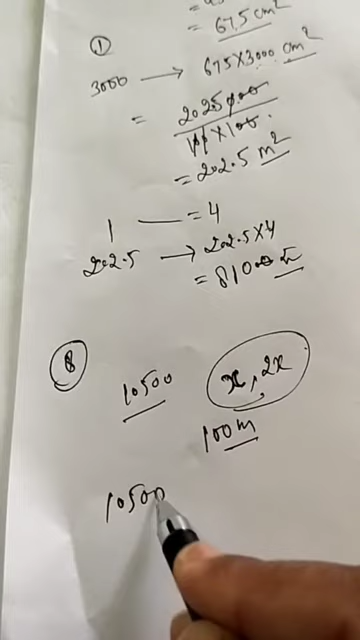 = 67.5 cm²
①
3000 → 675×3000 cm²
= 2025000 / 100×100
= 202.5 m²
1 — = 4
202.5 → 202.5×4
= 810
⑧
10500 x, 2x
100m
10500